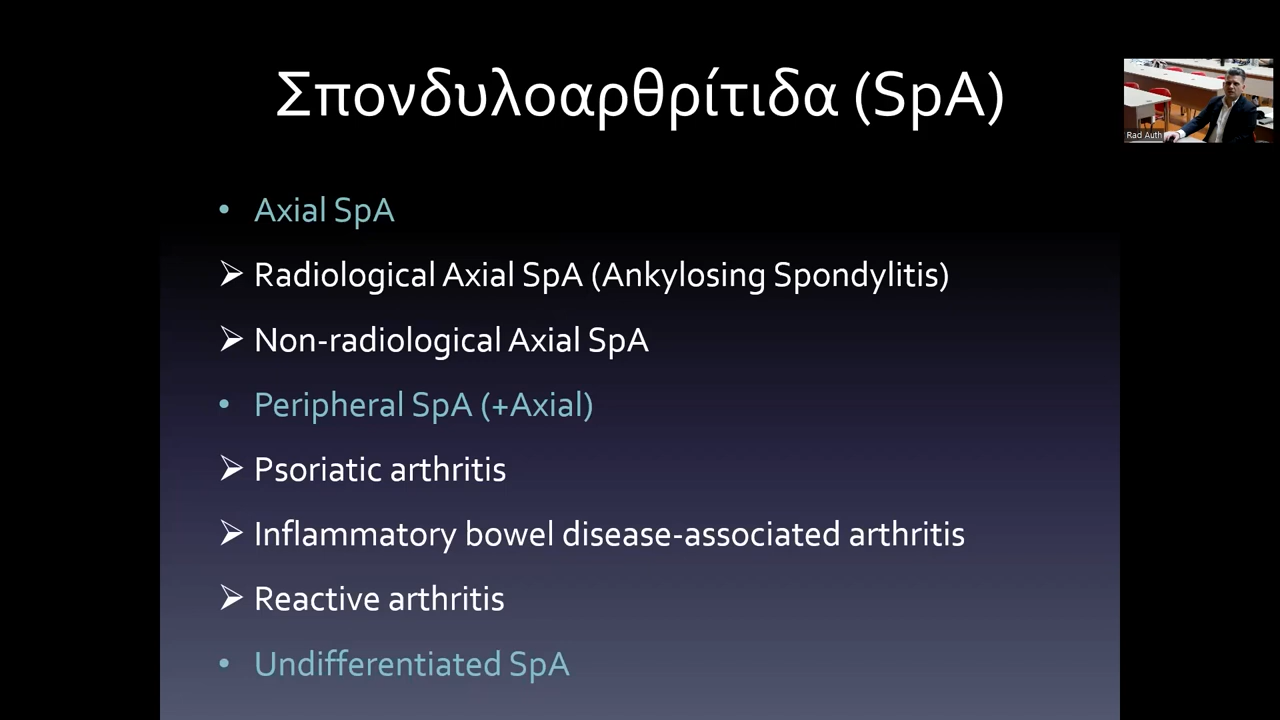 Σπονδυλοαρθρίτιδα (SpA)
Rad Auth
• Axial SpA
➢ Radiological Axial SpA (Ankylosing Spondylitis)
➢ Non-radiological Axial SpA
• Peripheral SpA (+Axial)
➢ Psoriatic arthritis
➢ Inflammatory bowel disease-associated arthritis
➢ Reactive arthritis
• Undifferentiated SpA